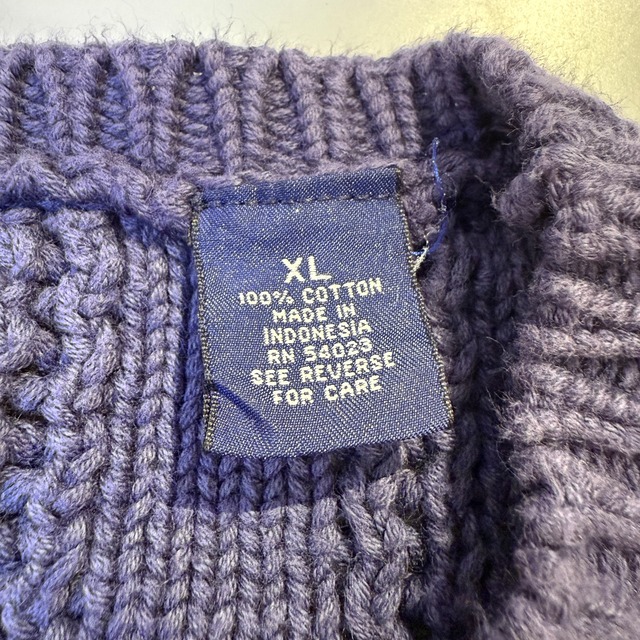 XL
100% COTTON
MADE IN
INDONESIA
RN 54023
SEE REVERSE
FOR CARE